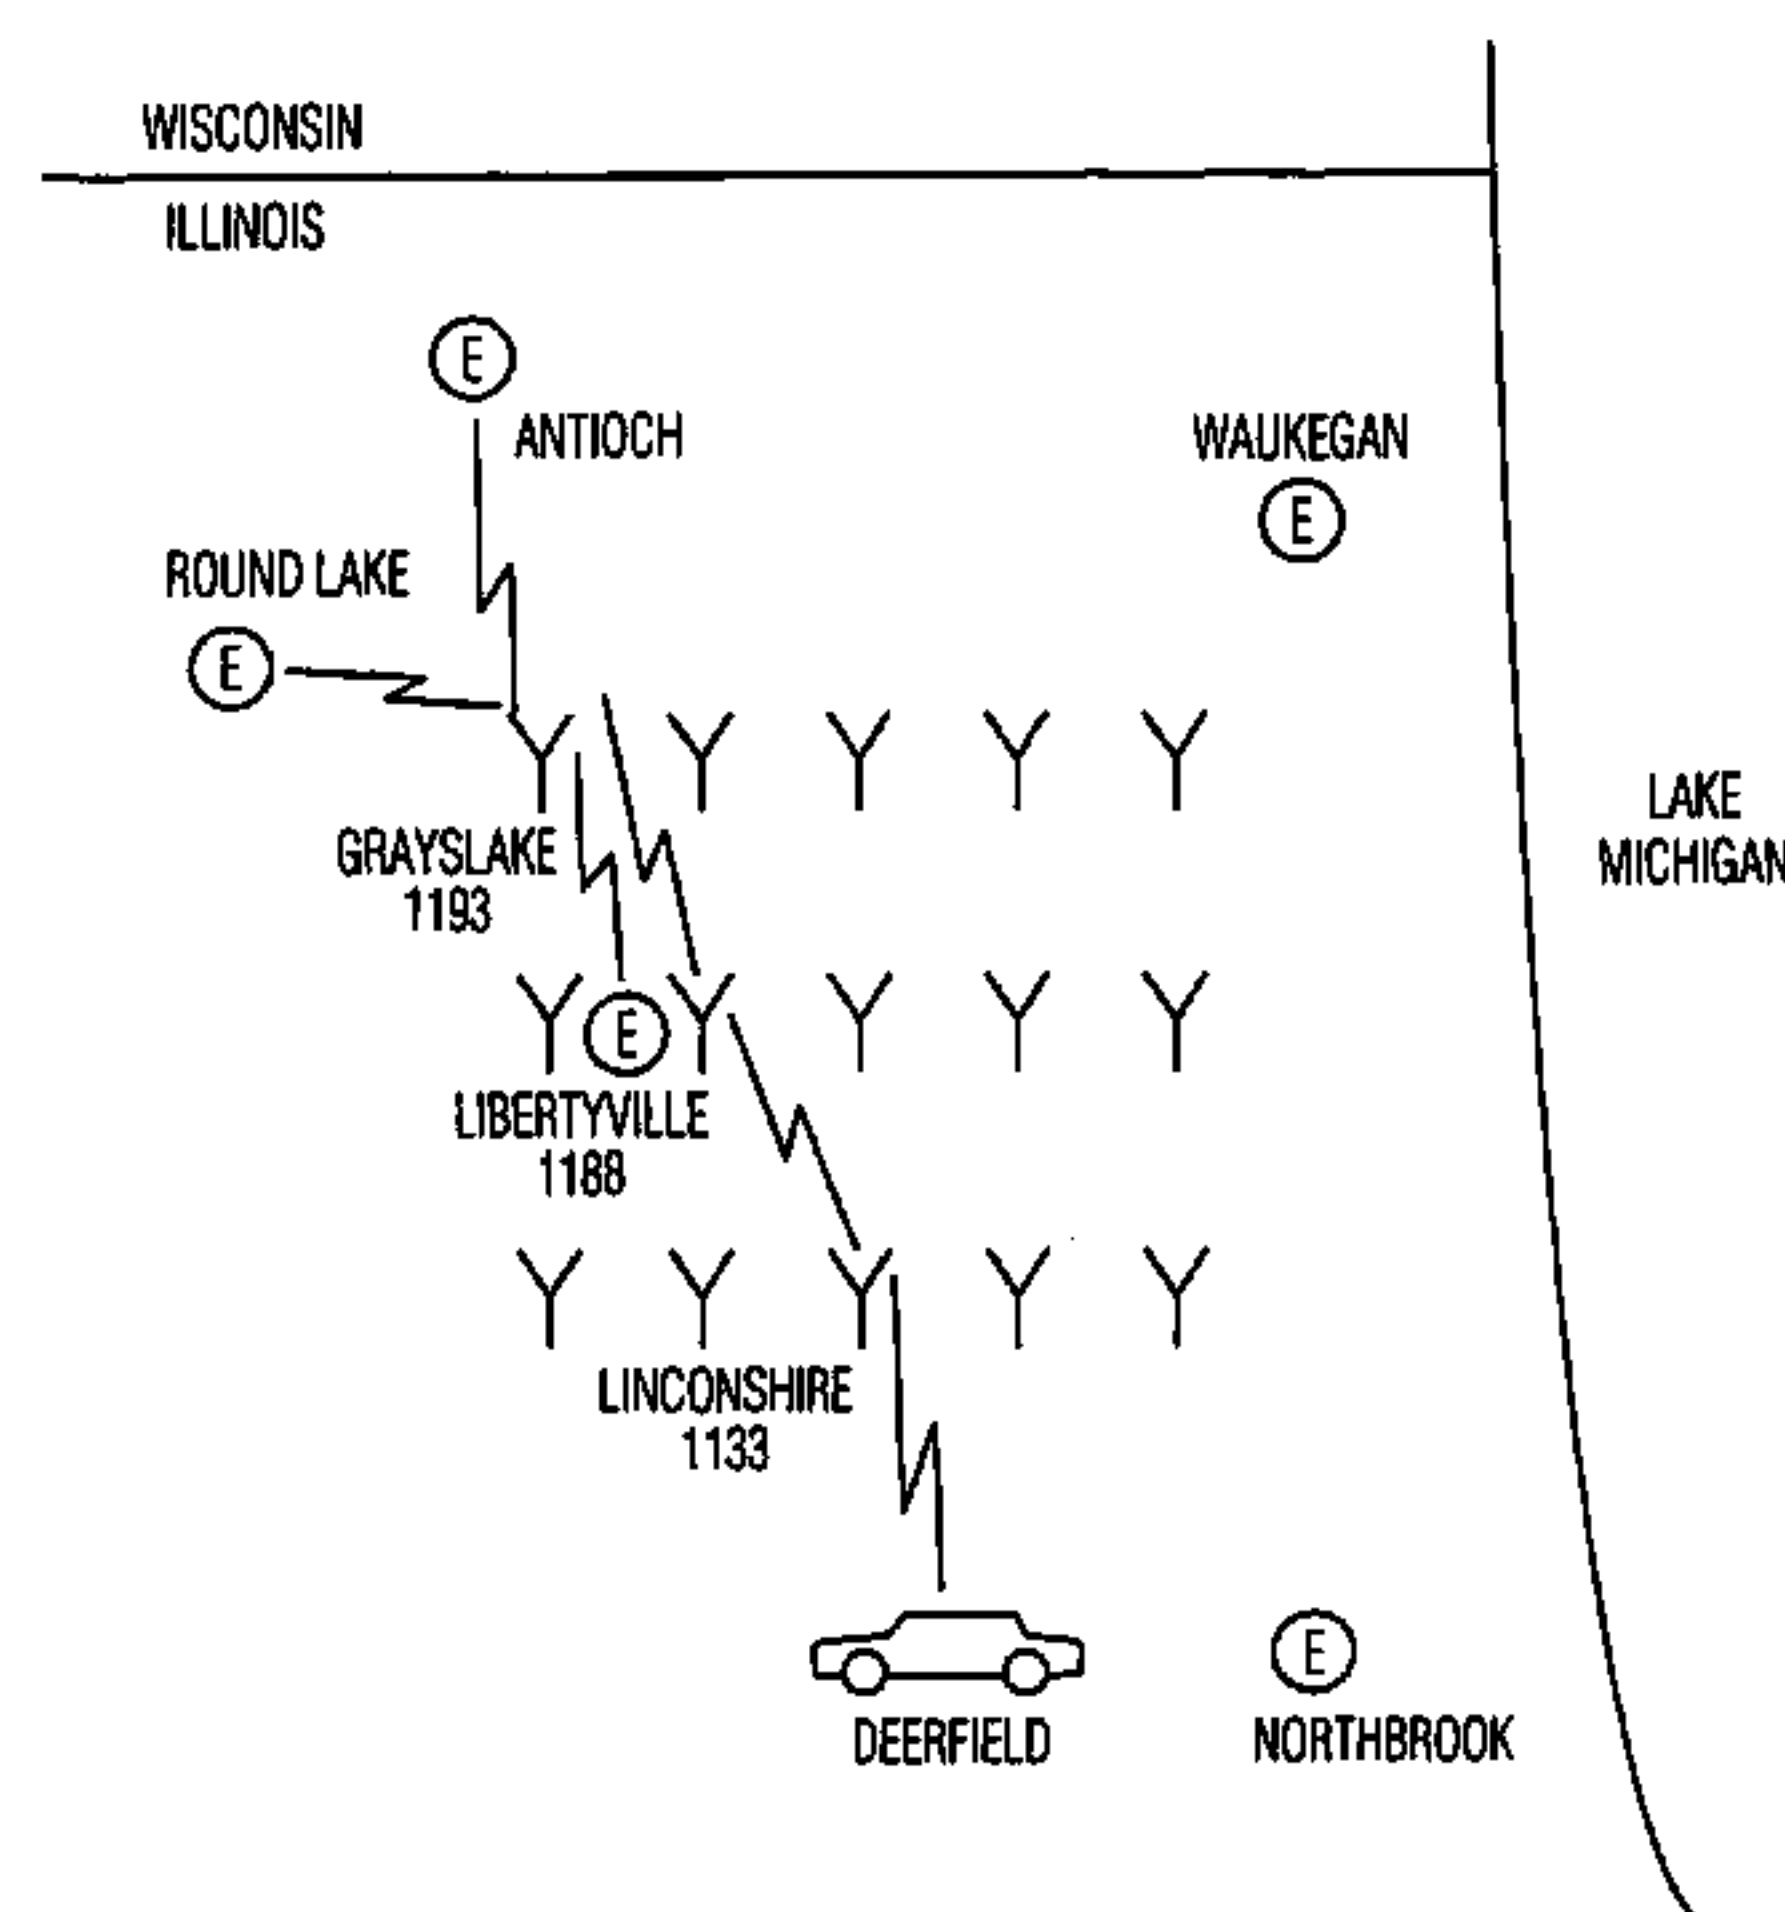 WISCONSIN
ILLINOIS
E
ANTIOCH
WAUKEGAN
E
ROUND LAKE
E
LAKE
MICHIGAN
GRAYSLAKE
1193
E
LIBERTYVILLE
1188
LINCONSHIRE
1133
E
DEERFIELD
NORTHBROOK